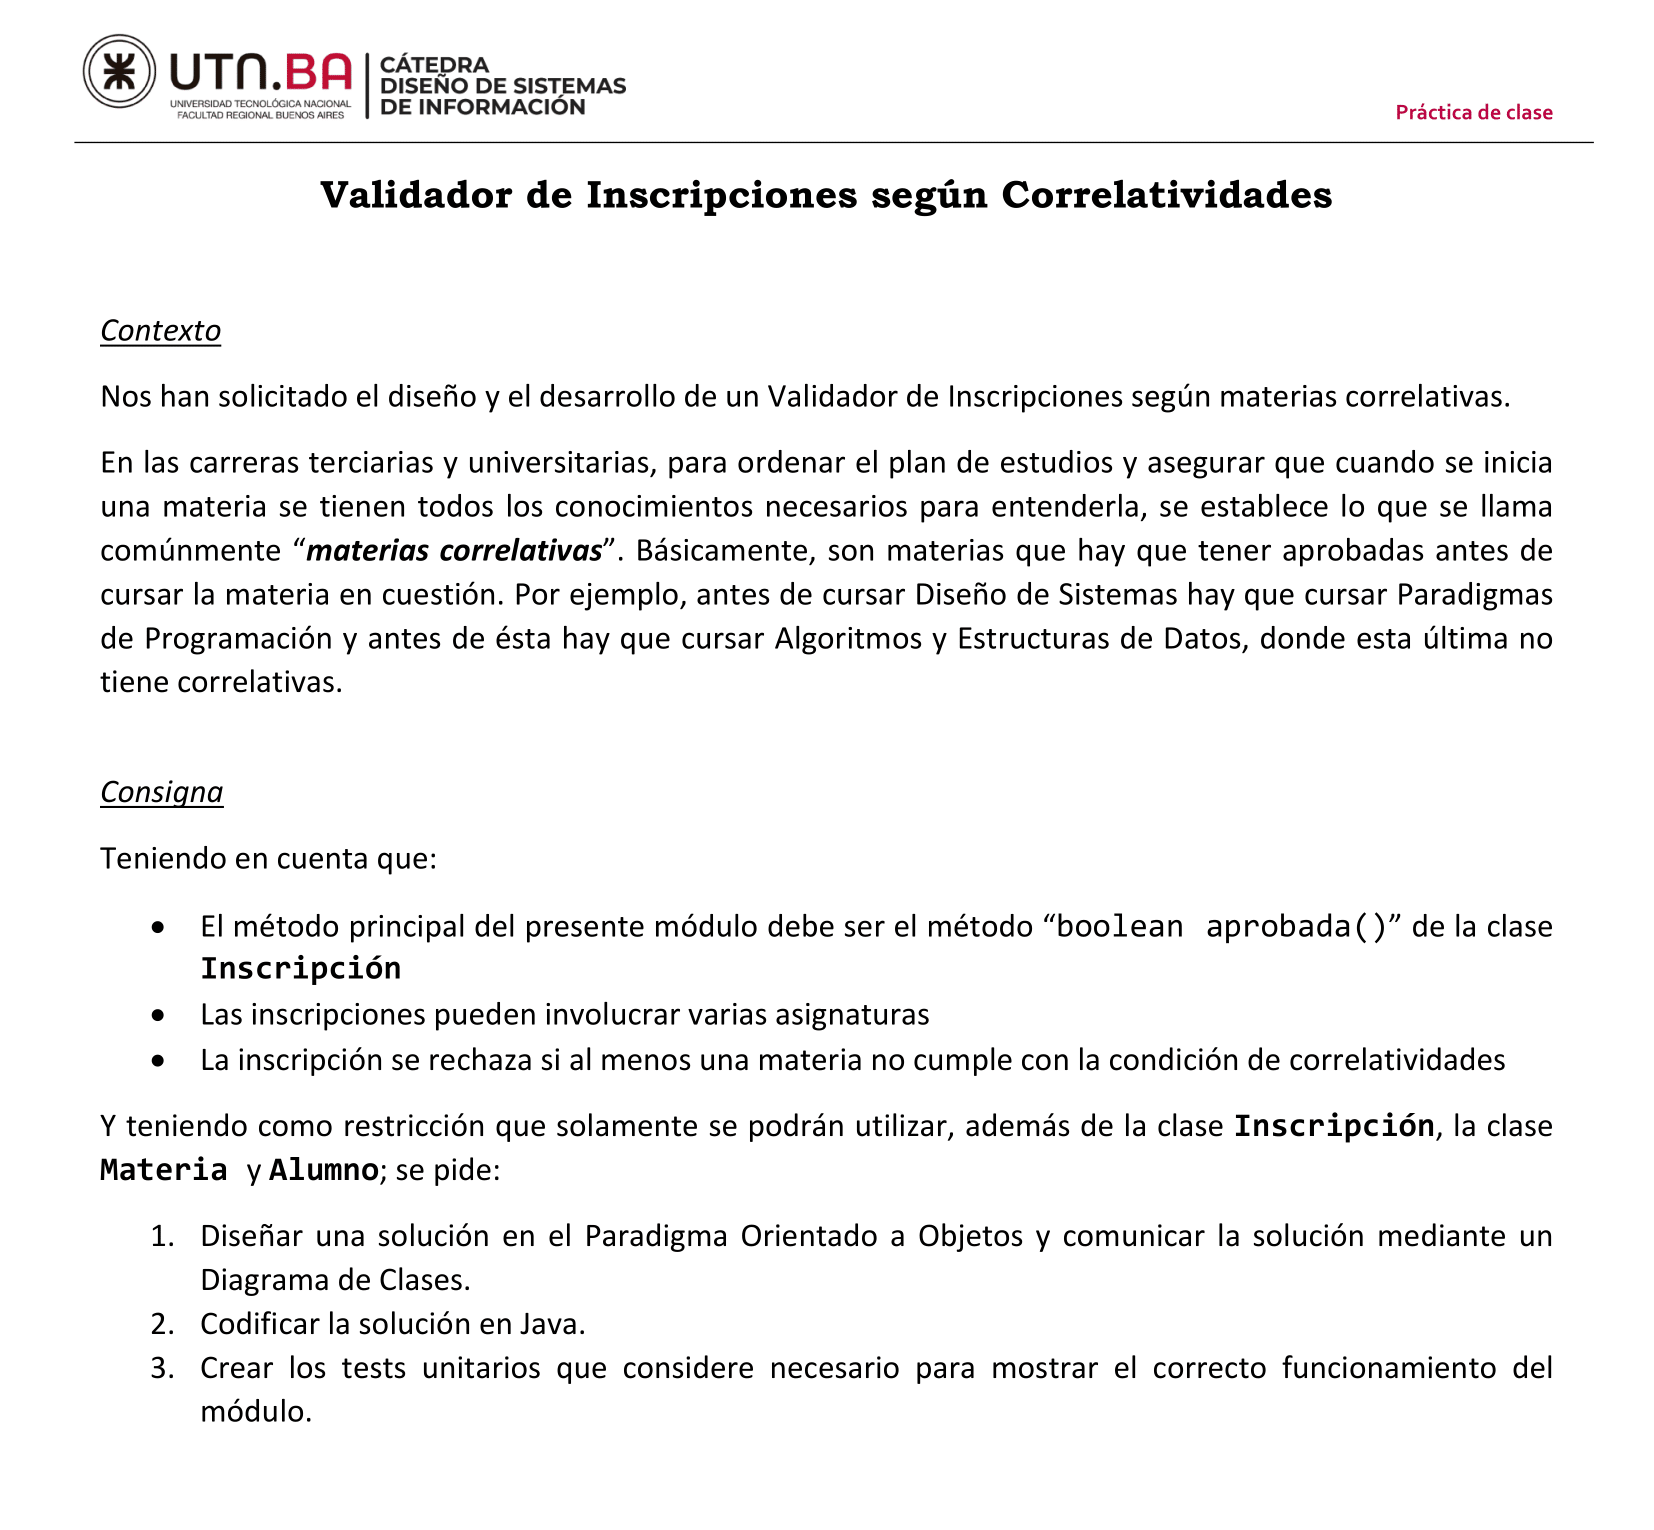 UTN.BA
UNIVERSIDAD TECNOLÓGICA NACIONAL
FACULTAD REGIONAL BUENOS AIRES
CÁTEDRA
DISEÑO DE SISTEMAS
DE INFORMACIÓN
Práctica de clase
Validador de Inscripciones según Correlatividades
Contexto
Nos han solicitado el diseño y el desarrollo de un Validador de Inscripciones según materias correlativas.
En las carreras terciarias y universitarias, para ordenar el plan de estudios y asegurar que cuando se inicia
una materia se tienen todos los conocimientos necesarios para entenderla, se establece lo que se llama
comúnmente “materias correlativas”. Básicamente, son materias que hay que tener aprobadas antes de
cursar la materia en cuestión. Por ejemplo, antes de cursar Diseño de Sistemas hay que cursar Paradigmas
de Programación y antes de ésta hay que cursar Algoritmos y Estructuras de Datos, donde esta última no
tiene correlativas.
Consigna
Teniendo en cuenta que:
• El método principal del presente módulo debe ser el método “boolean aprobada()” de la clase
Inscripción
• Las inscripciones pueden involucrar varias asignaturas
• La inscripción se rechaza si al menos una materia no cumple con la condición de correlatividades
Y teniendo como restricción que solamente se podrán utilizar, además de la clase Inscripción, la clase
Materia y Alumno; se pide:
1. Diseñar una solución en el Paradigma Orientado a Objetos y comunicar la solución mediante un
Diagrama de Clases.
2. Codificar la solución en Java.
3. Crear los tests unitarios que considere necesario para mostrar el correcto funcionamiento del
módulo.